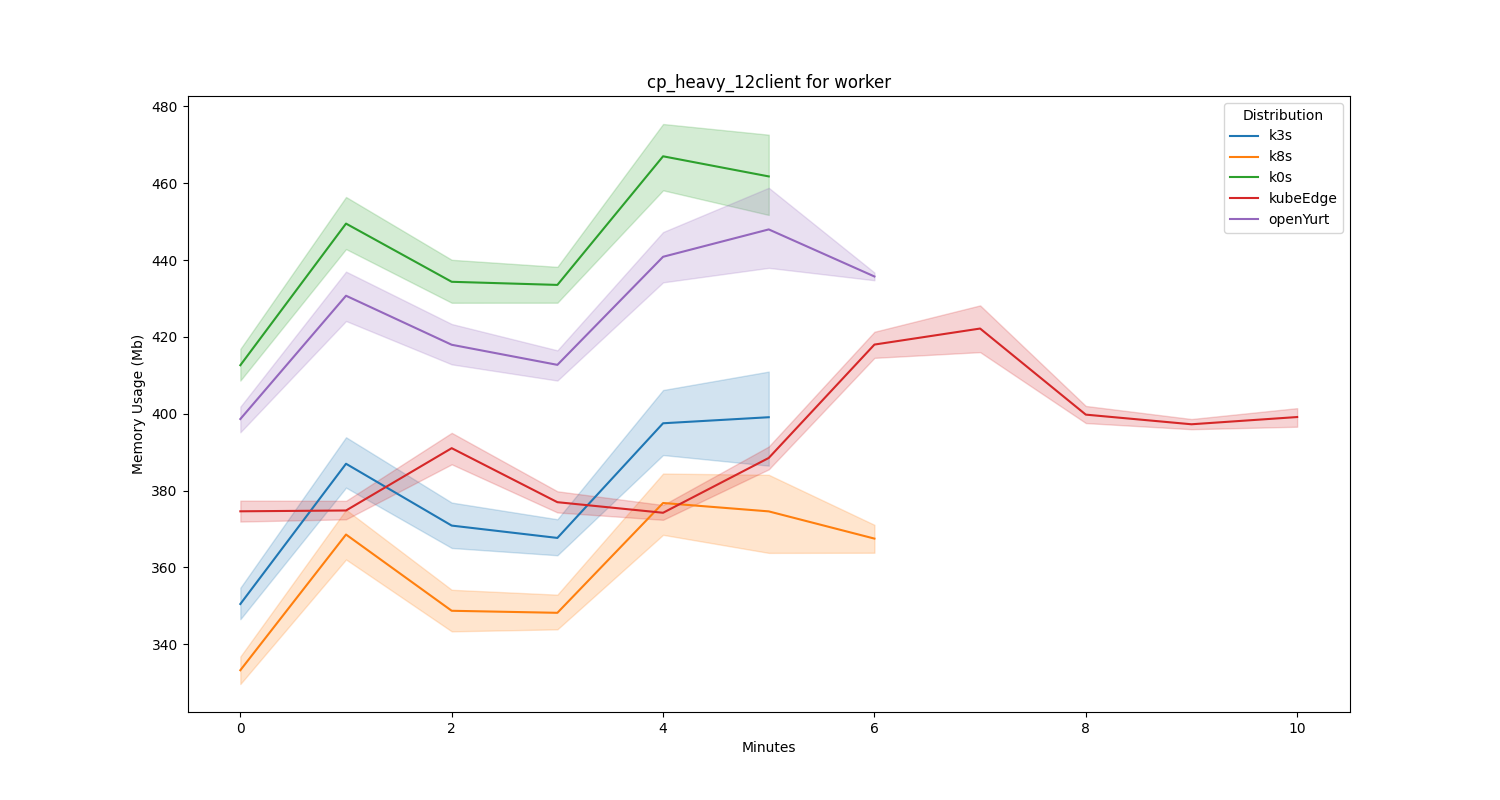 cp_heavy_12client for worker
Distribution
k3s
k8s
k0s
kubeEdge
openYurt
Memory Usage (Mb)
480
460
440
420
400
380
360
340
0 2 4 6 8 10
Minutes